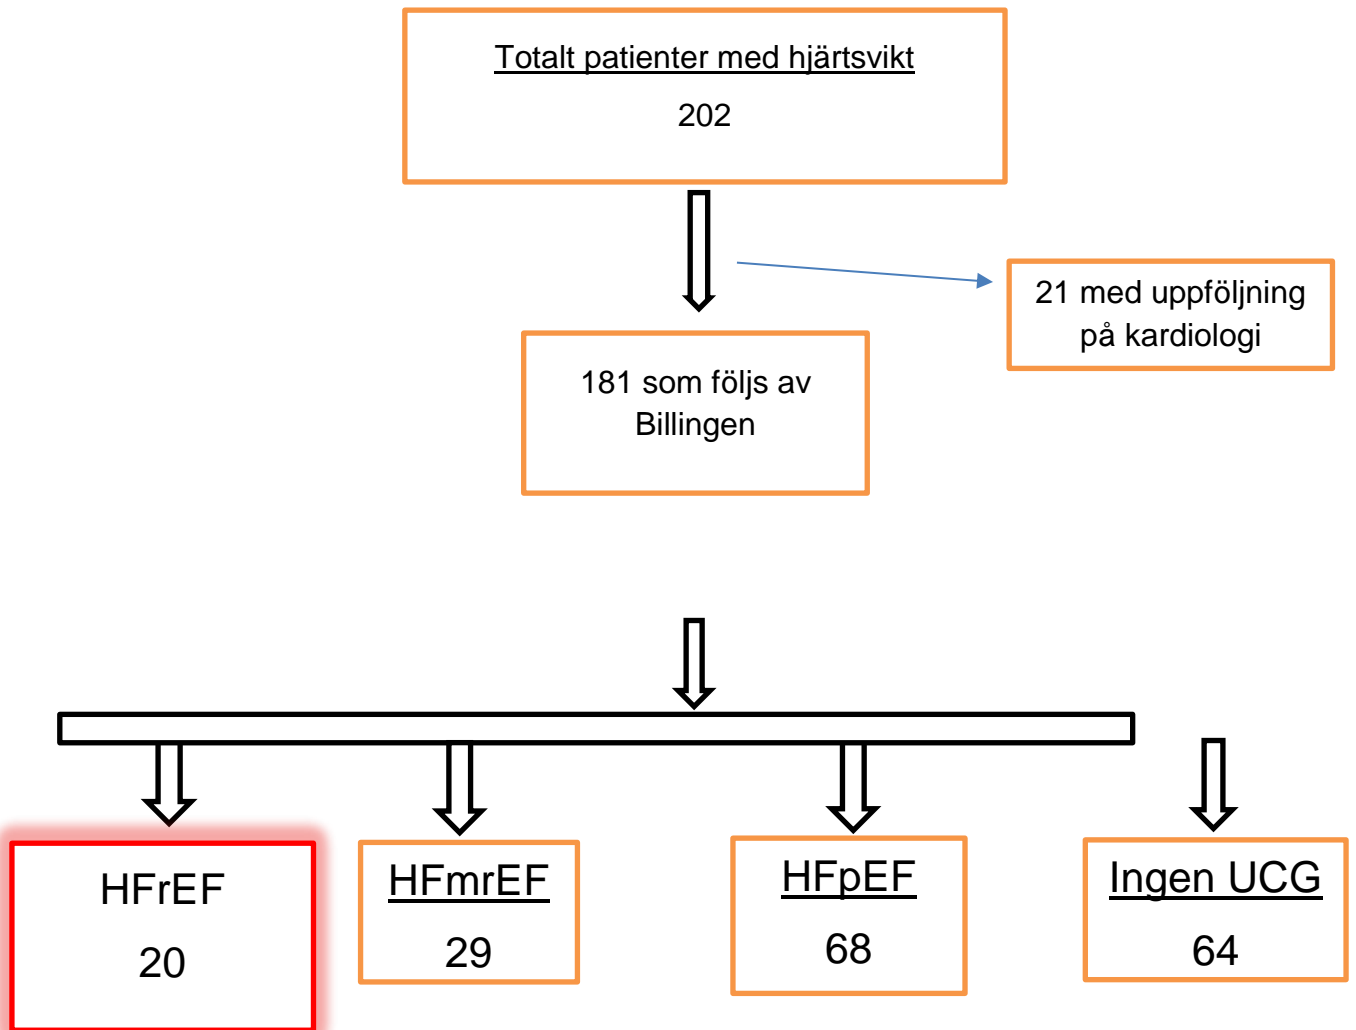 Totalt patienter med hjärtsvikt
202
21 med uppföljning
på kardiologi
181 som följs av
Billingen
HFrEF
20
HFmrEF
29
HFpEF
68
Ingen UCG
64